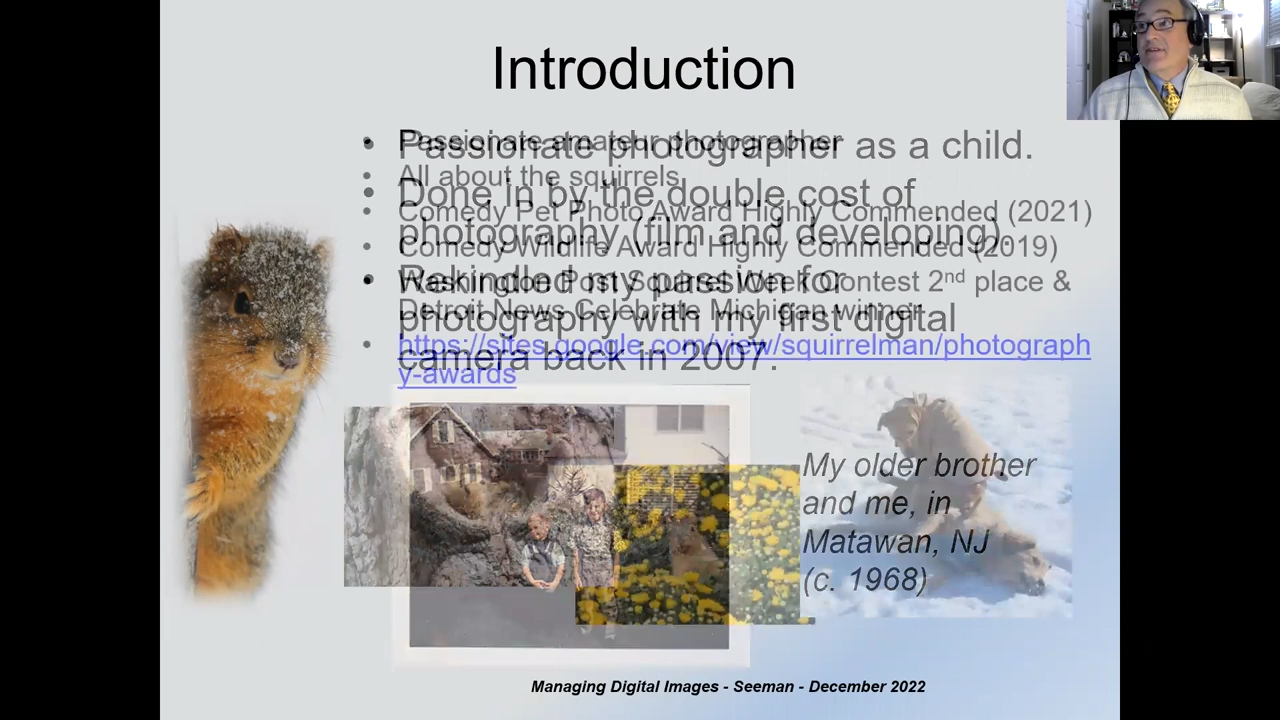 Introduction
• Passionate photographer as a child.
• Done in by the double cost of
photography (film and developing).
• Rekindled my passion for
photography with my first digital
camera back in 2007.
• Passionate amateur photographer
• All about the squirrels
• Comedy Pet Photo Award Highly Commended (2021)
• Comedy Wildlife Award Highly Commended (2019)
• Washington Post Squirrel Week Contest 2nd place &
Detroit News Celebrate Michigan winner
• https://sites.google.com/view/squirrelman/photograph
y-awards
My older brother
and me, in
Matawan, NJ
(c. 1968)
Managing Digital Images - Seeman - December 2022